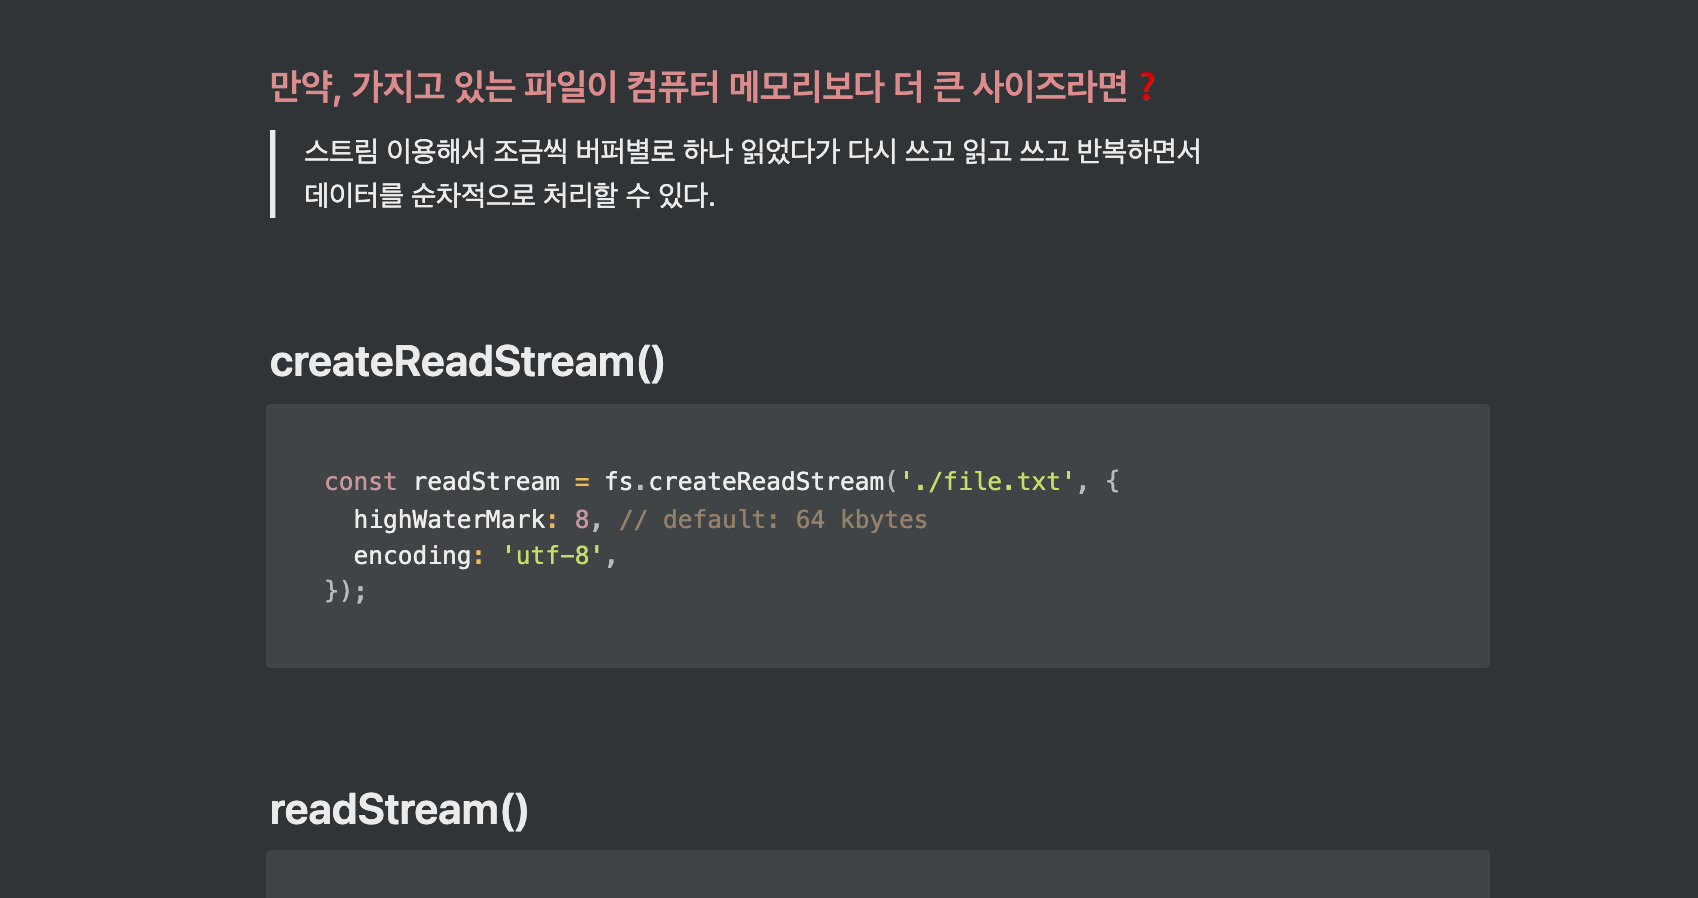 만약, 가지고 있는 파일이 컴퓨터 메모리보다 더 큰 사이즈라면❓
스트림 이용해서 조금씩 버퍼별로 하나 읽었다가 다시 쓰고 읽고 쓰고 반복하면서
데이터를 순차적으로 처리할 수 있다.
createReadStream()
const readStream = fs.createReadStream('./file.txt', {
  highWaterMark: 8, // default: 64 kbytes
  encoding: 'utf-8',
});
readStream()